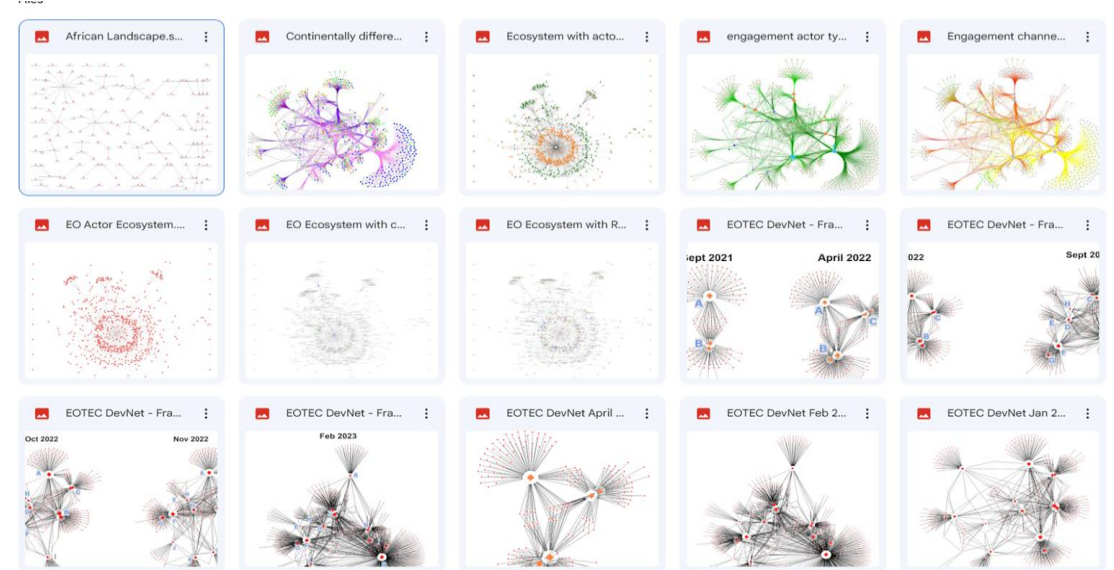 Files
African Landscape.s...
Continentally differe...
Ecosystem with acto...
engagement actor ty...
Engagement channe...
EO Actor Ecosystem....
EO Ecosystem with c...
EO Ecosystem with R...
EOTEC DevNet - Fra...
EOTEC DevNet - Fra...
Sept 2021
April 2022
022
Sept 20
A
B
A
C
B
C
B
EOTEC DevNet - Fra...
EOTEC DevNet - Fra...
EOTEC DevNet April ...
EOTEC DevNet Feb 2...
EOTEC DevNet Jan 2...
Oct 2022
Nov 2022
Feb 2023